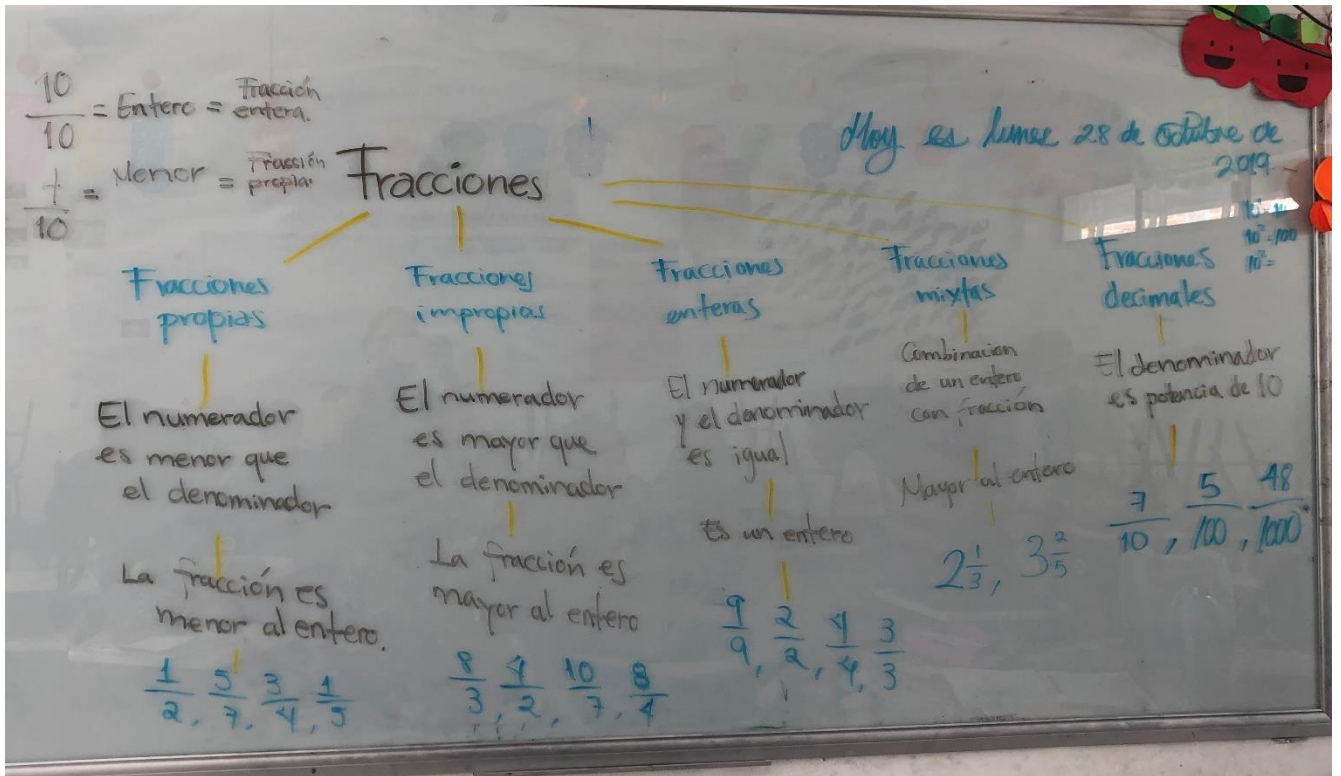 10/10 = Entero = Fracción entera.
1/10 = Menor = Fracción propia
Hoy es lunes 28 de octubre de
2019.
10² = 100
Fracciones
Fracciones
propias
El numerador
es menor que
el denominador
La fracción es
menor al entero.
1/2, 5/7, 3/4, 1/5
Fracciones
impropias
El numerador
es mayor que
el denominador
La fracción es
mayor al entero
8/3, 4/2, 10/7, 8/4
Fracciones
enteras
El numerador
y el denominador
es igual
Es un entero
9/9, 2/2, 4/4, 3/3
Fracciones
mixtas
Combinacion
de un entero
con fracción
Mayor al entero
2 1/3, 3 2/5
Fracciones
decimales
El denominador
es potencia de 10
7/10, 5/100, 48/1000